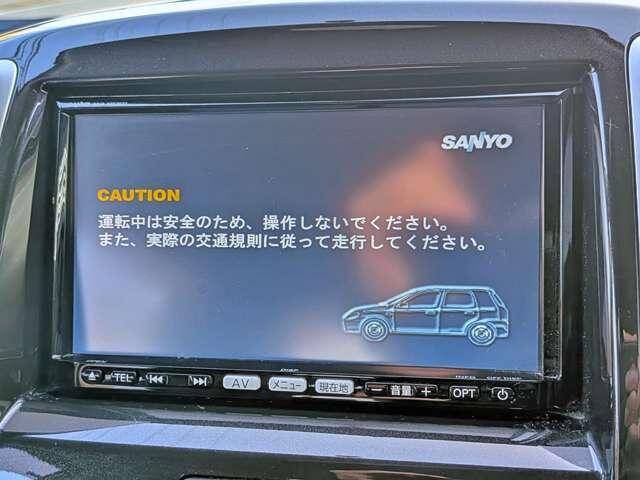 SANYO
CAUTION
運転中は安全のため、操作しないでください。
また、実際の交通規則に従って走行してください。
TEL AV メニュー 現在地 − 音量 + OPT